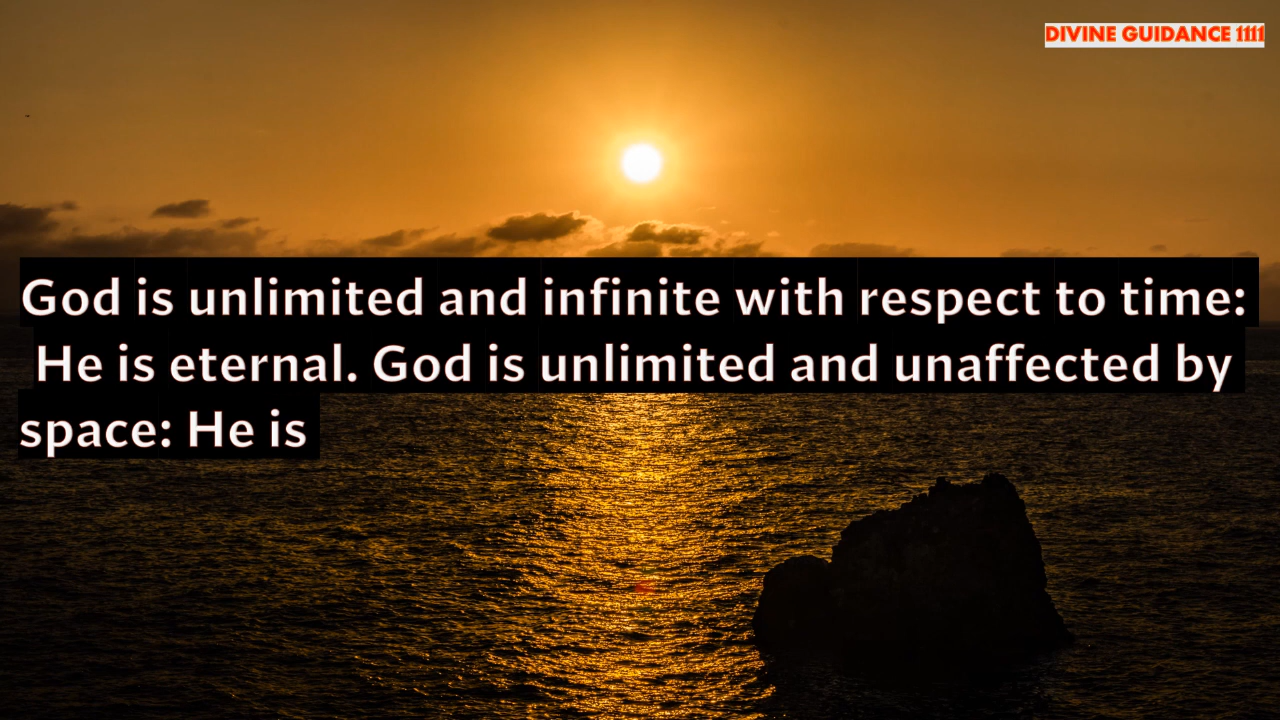 DIVINE GUIDANCE 1111
God is unlimited and infinite with respect to time:
He is eternal. God is unlimited and unaffected by
space: He is